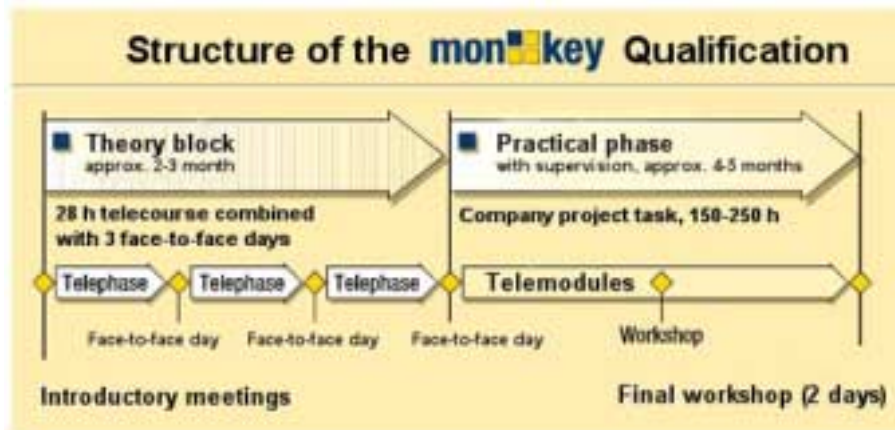 Structure of the monkey Qualification
Theory block
approx. 2-3 month
Practical phase
with supervision, approx. 4-5 months
28 h telecourse combined
with 3 face-to-face days
Company project task, 150-250 h
Telephase
Telephase
Telephase
Telemodules
Face-to-face day
Face-to-face day
Face-to-face day
Workshop
Introductory meetings
Final workshop (2 days)